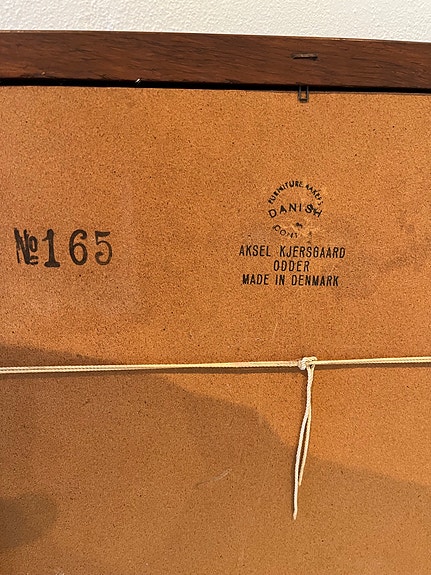 FURNITURE MAKERS
DANISH
CONTROL
№165
AKSEL KJERSGAARD
ODDER
MADE IN DENMARK